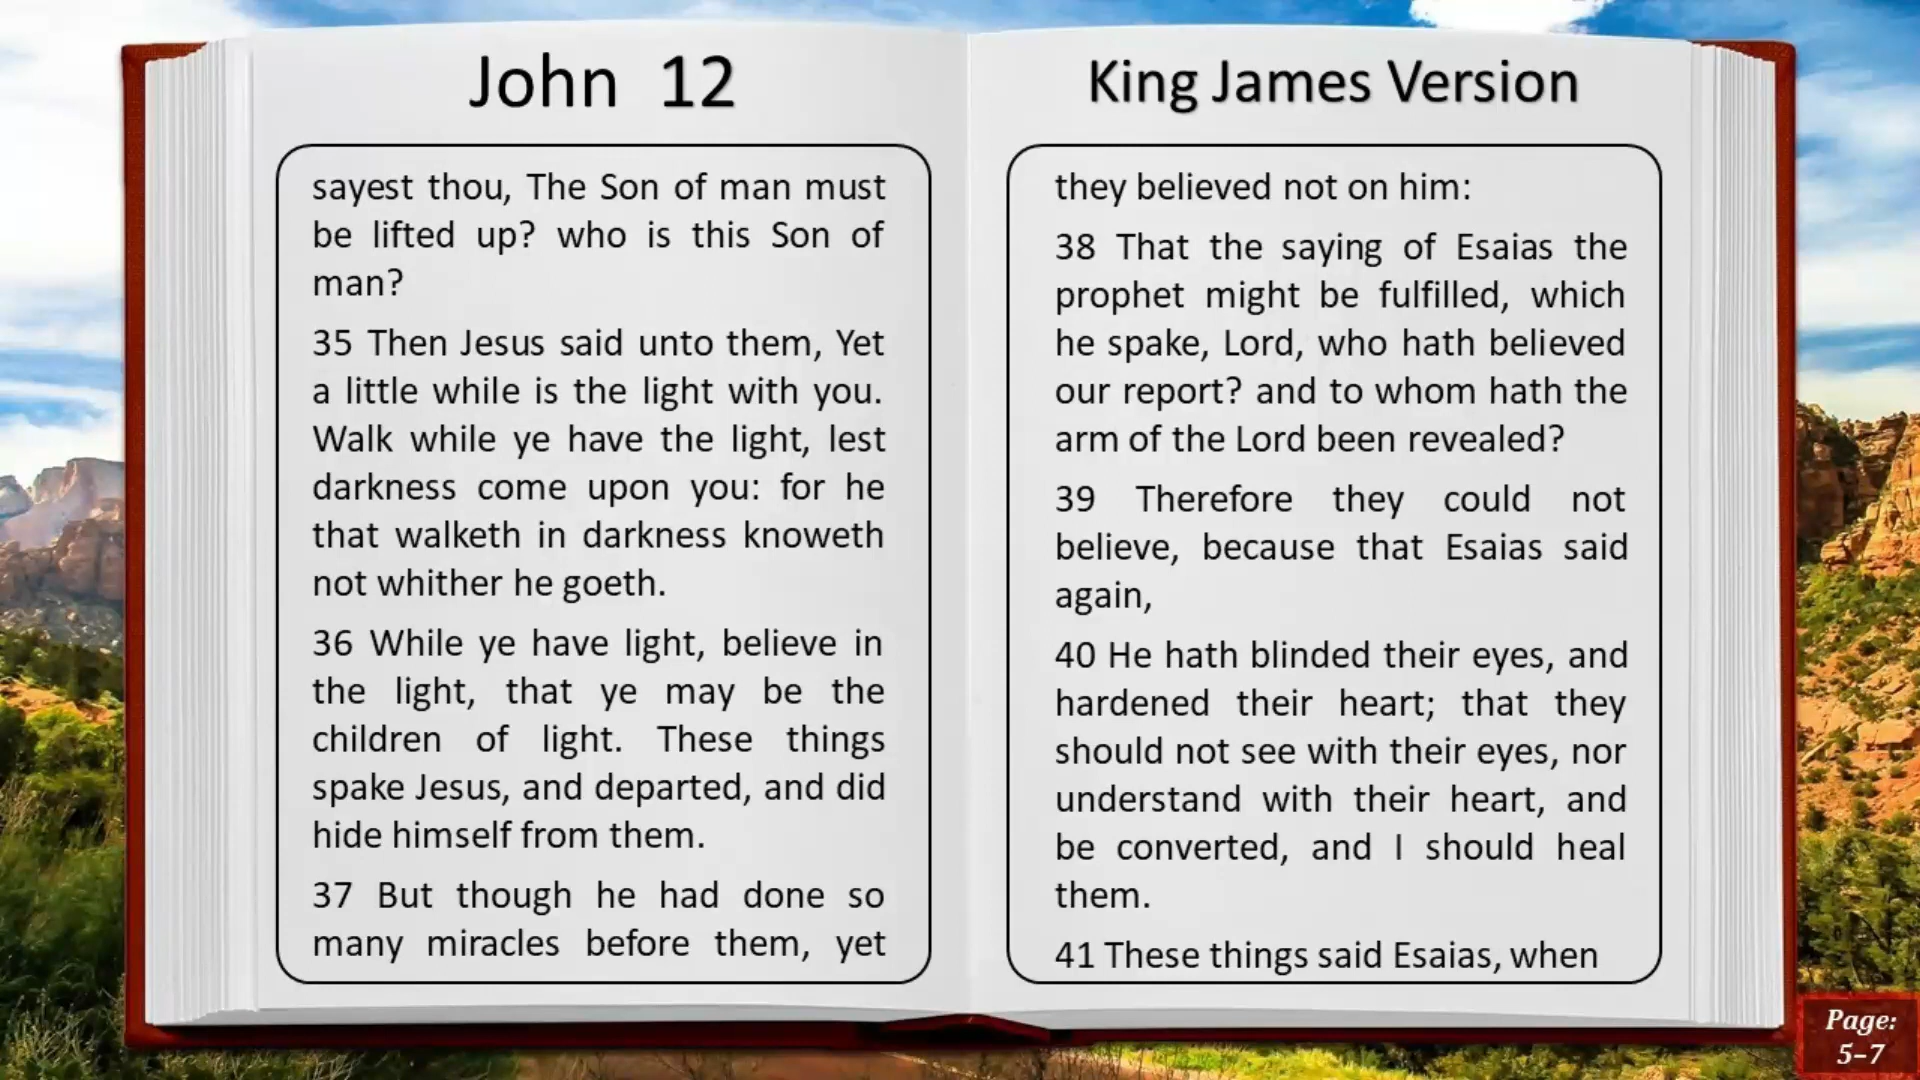 John 12
sayest thou, The Son of man must
be lifted up? who is this Son of
man?
35 Then Jesus said unto them, Yet
a little while is the light with you.
Walk while ye have the light, lest
darkness come upon you: for he
that walketh in darkness knoweth
not whither he goeth.
36 While ye have light, believe in
the light, that ye may be the
children of light. These things
spake Jesus, and departed, and did
hide himself from them.
37 But though he had done so
many miracles before them, yet
King James Version
they believed not on him:
38 That the saying of Esaias the
prophet might be fulfilled, which
he spake, Lord, who hath believed
our report? and to whom hath the
arm of the Lord been revealed?
39 Therefore they could not
believe, because that Esaias said
again,
40 He hath blinded their eyes, and
hardened their heart; that they
should not see with their eyes, nor
understand with their heart, and
be converted, and I should heal
them.
41 These things said Esaias, when
Page:
5–7